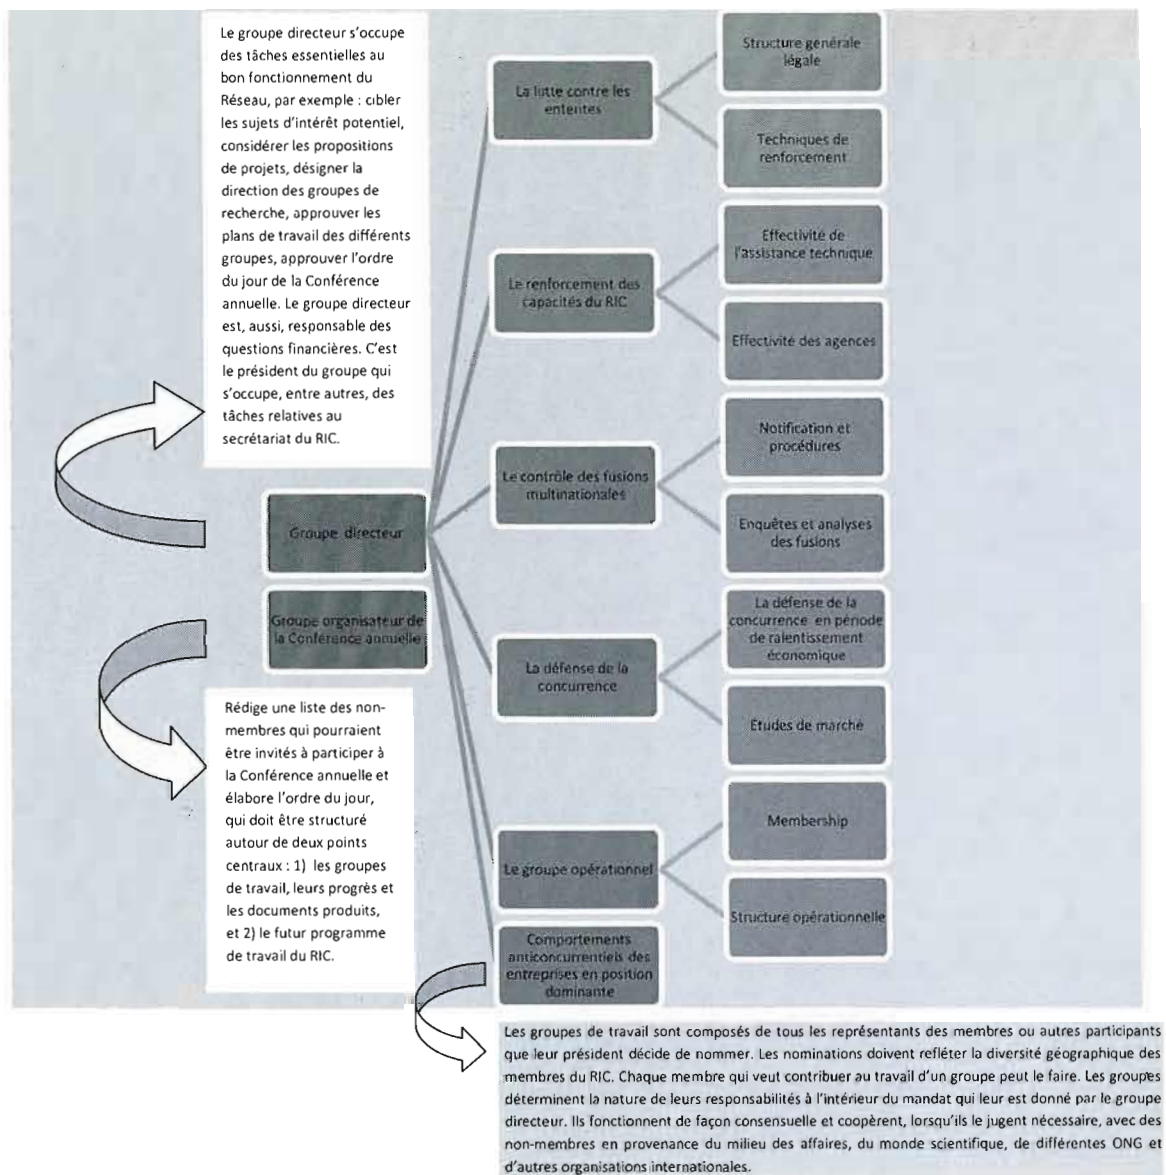 Le groupe directeur s'occupe
des tâches essentielles au
bon fonctionnement du
Réseau, par exemple : cibler
les sujets d'intérêt potentiel,
considérer les propositions
de projets, désigner la
direction des groupes de
recherche, approuver les
plans de travail des différents
groupes, approuver l'ordre
du jour de la Conférence
annuelle. Le groupe directeur
est, aussi, responsable des
questions financières. C'est
le président du groupe qui
s'occupe, entre autres, des
tâches relatives au
secrétariat du RIC.
Groupe directeur
Groupe organisateur de
la Conférence annuelle
Rédige une liste des non-
membres qui pourraient
être invités à participer à
la Conférence annuelle et
élabore l'ordre du jour,
qui doit être structuré
autour de deux points
centraux : 1) les groupes
de travail, leurs progrès et
les documents produits,
et 2) le futur programme
de travail du RIC.
La lutte contre les
ententes
Structure générale
légale
Techniques de
renforcement
Le renforcement des
capacités du RIC
Effectivité de
l'assistance technique
Effectivité des agences
Le contrôle des fusions
multinationales
Notification et
procédures
Enquêtes et analyses
des fusions
La défense de la
concurrence
La défense de la
concurrence en période
de ralentissement
économique
Etudes de marché
Le groupe opérationnel
Membership
Structure opérationnelle
Comportements
anticoncurrentiels des
entreprises en position
dominante
Les groupes de travail sont composés de tous les représentants des membres ou autres participants
que leur président décide de nommer. Les nominations doivent refléter la diversité géographique des
membres du RIC. Chaque membre qui veut contribuer au travail d'un groupe peut le faire. Les groupes
déterminent la nature de leurs responsabilités à l'intérieur du mandat qui leur est donné par le groupe
directeur. Ils fonctionnent de façon consensuelle et coopèrent, lorsqu'ils le jugent nécessaire, avec des
non-membres en provenance du milieu des affaires, du monde scientifique, de différentes ONG et
d'autres organisations internationales.